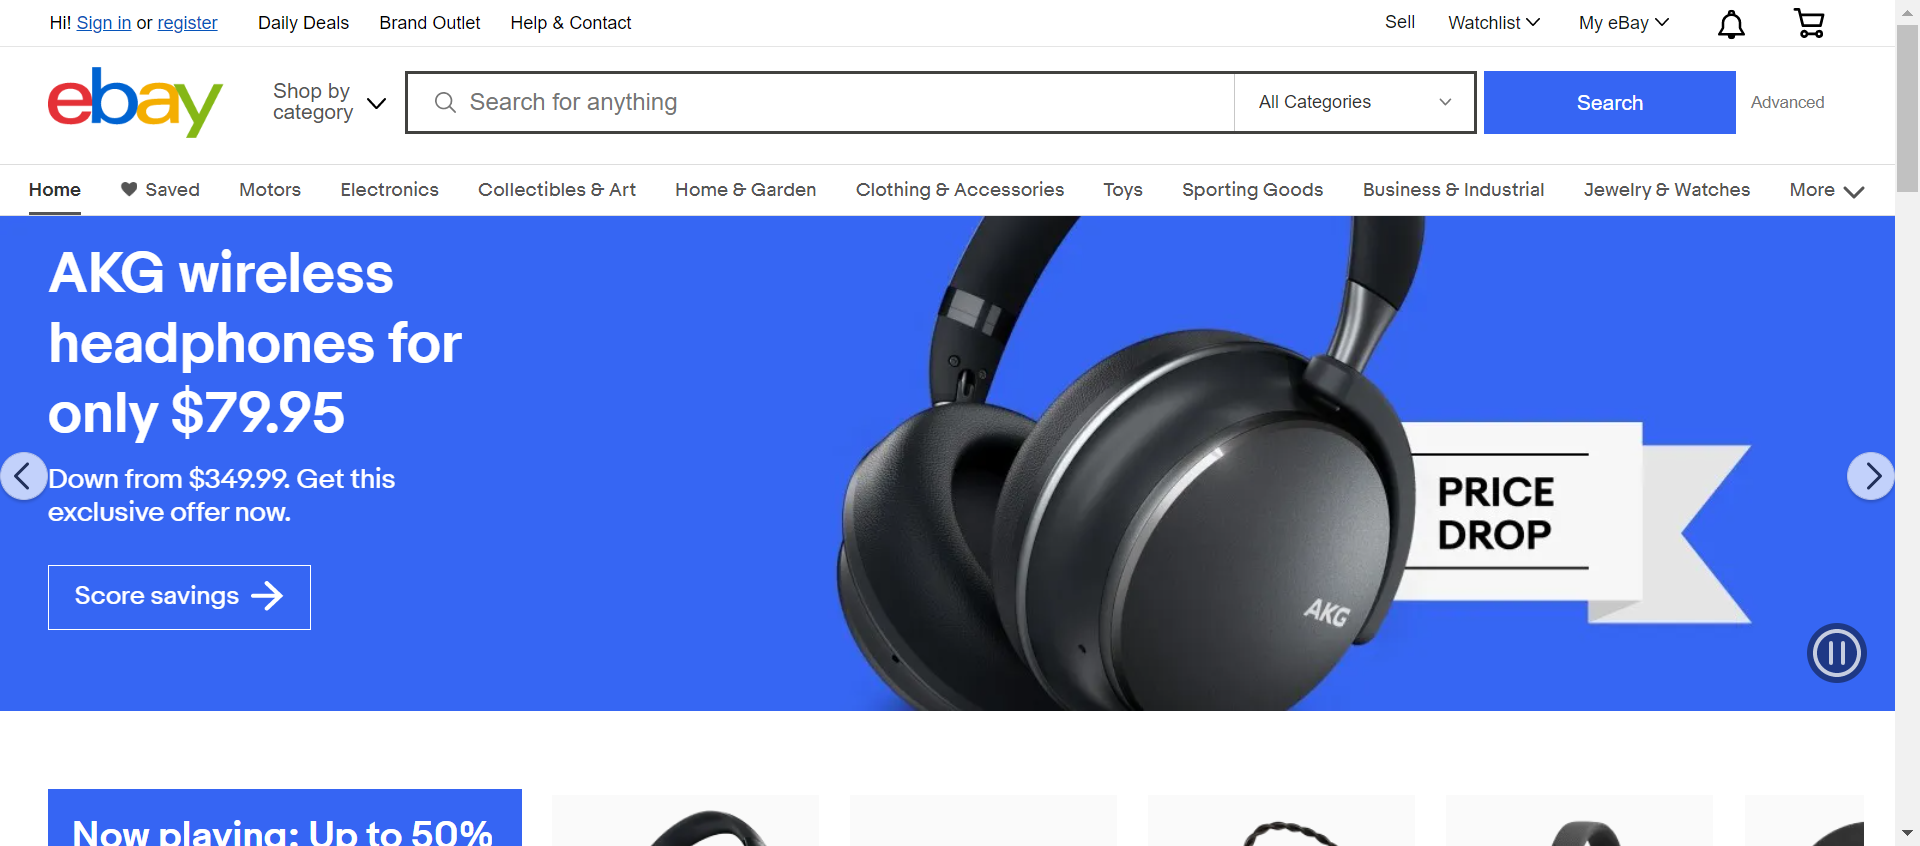 Hi! Sign in or register Daily Deals Brand Outlet Help & Contact Sell Watchlist My eBay
ebay
Shop by
category
Search for anything
All Categories
Search
Advanced
Home Saved Motors Electronics Collectibles & Art Home & Garden Clothing & Accessories Toys Sporting Goods Business & Industrial Jewelry & Watches More
AKG wireless
headphones for
only $79.95
Down from $349.99. Get this
exclusive offer now.
Score savings
PRICE
DROP
AKG
Now playing: Up to 50%